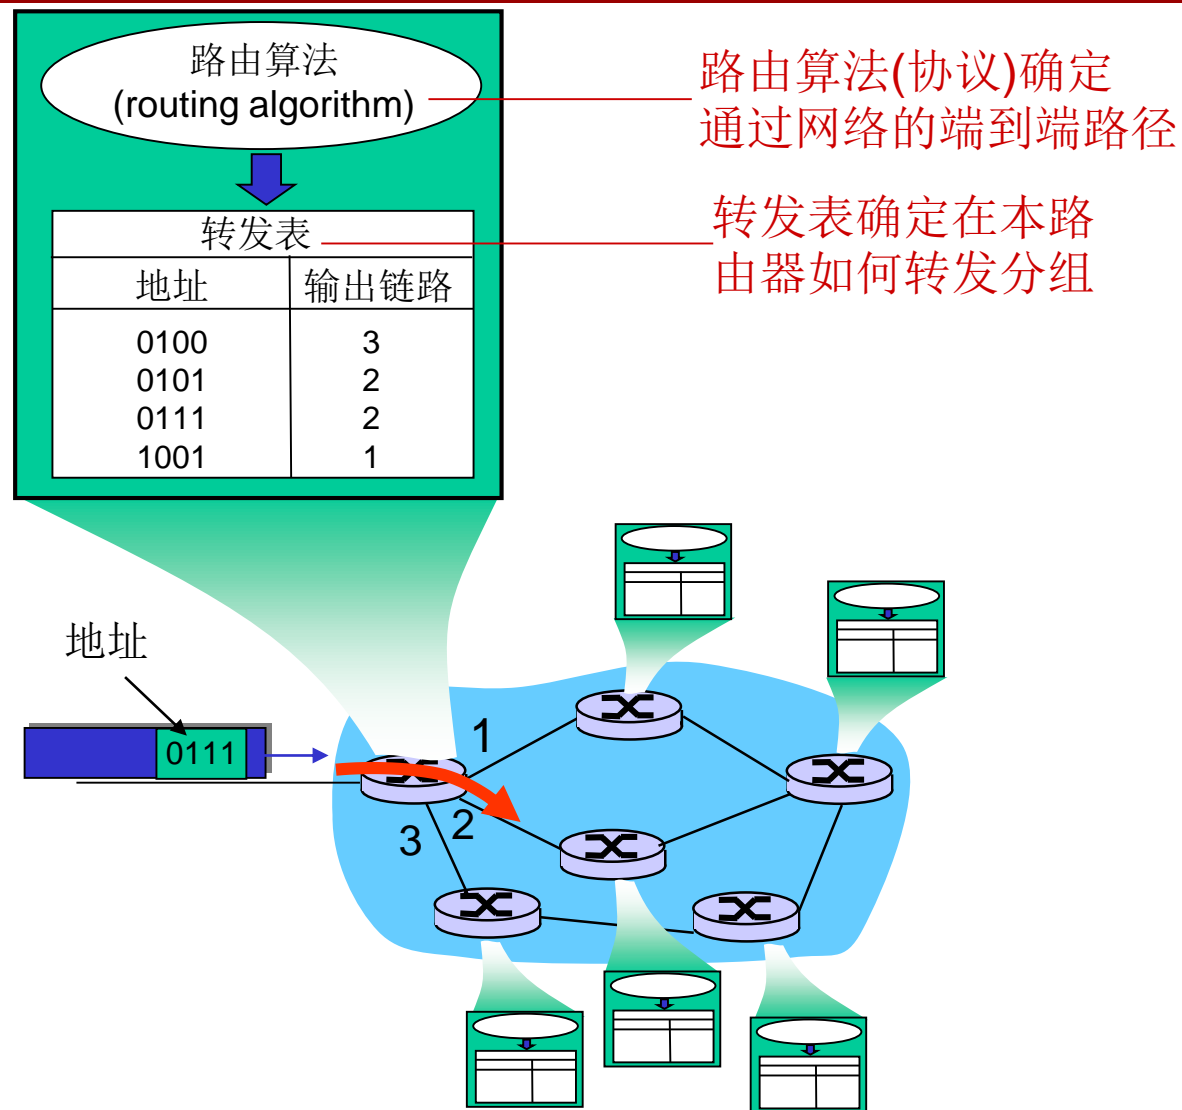 路由算法
(routing algorithm)
路由算法(协议)确定
通过网络的端到端路径
转发表
转发表确定在本路
由器如何转发分组
地址 输出链路
0100 3
0101 2
0111 2
1001 1
地址
0111
1
2
3